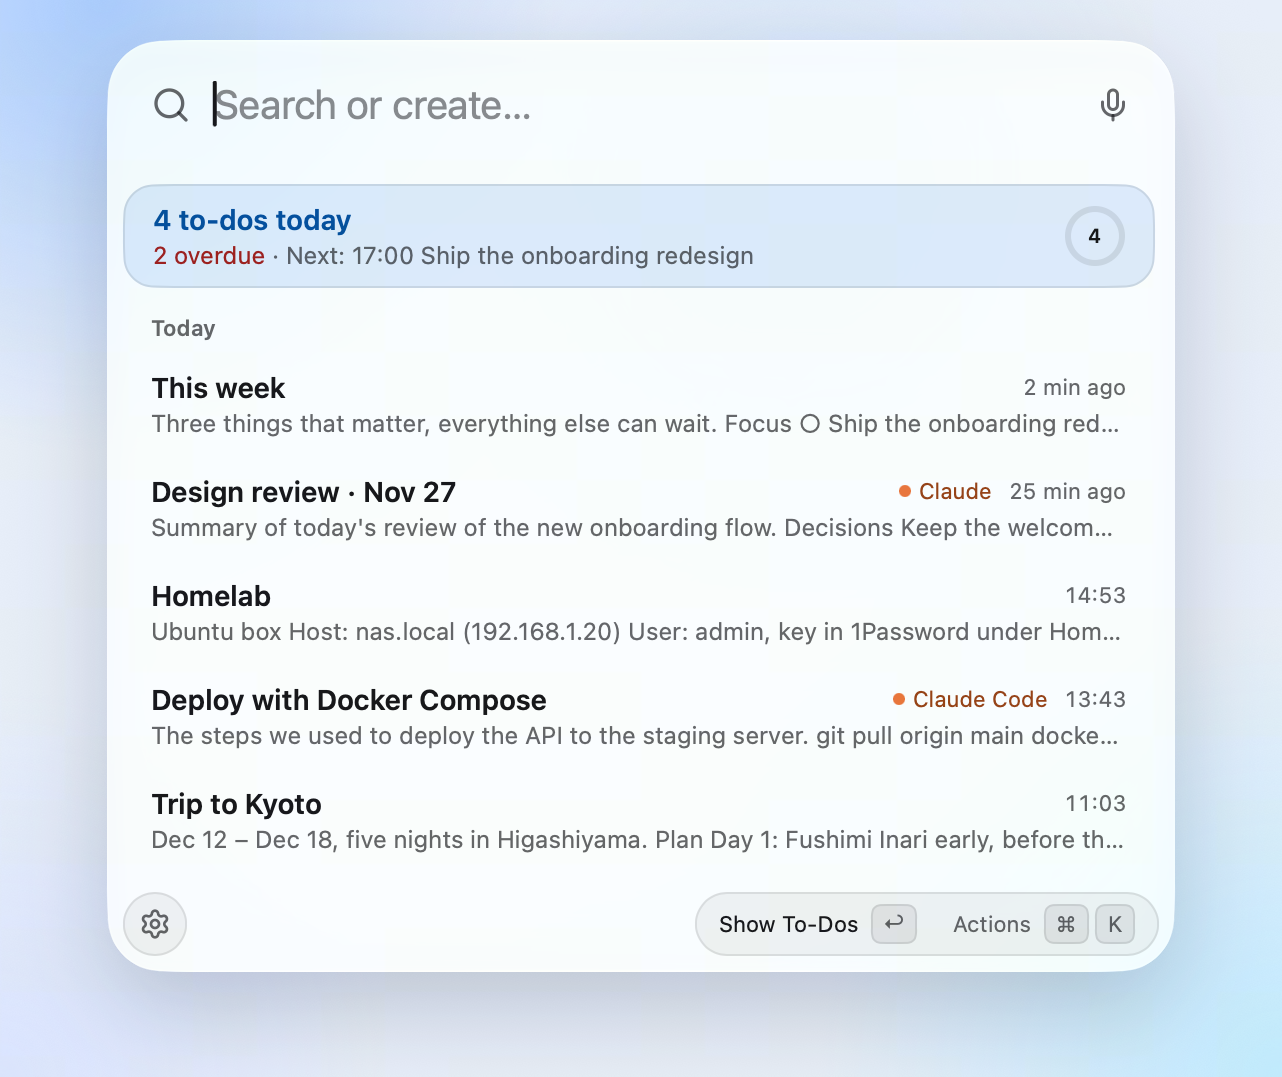 Search or create...
4 to-dos today
2 overdue · Next: 17:00 Ship the onboarding redesign
4
Today
This week
2 min ago
Three things that matter, everything else can wait. Focus ○ Ship the onboarding red...
Design review · Nov 27
Claude 25 min ago
Summary of today's review of the new onboarding flow. Decisions Keep the welcom...
Homelab
14:53
Ubuntu box Host: nas.local (192.168.1.20) User: admin, key in 1Password under Hom...
Deploy with Docker Compose
Claude Code 13:43
The steps we used to deploy the API to the staging server. git pull origin main docke...
Trip to Kyoto
11:03
Dec 12 – Dec 18, five nights in Higashiyama. Plan Day 1: Fushimi Inari early, before th...
Show To-Dos ↩ Actions ⌘ K